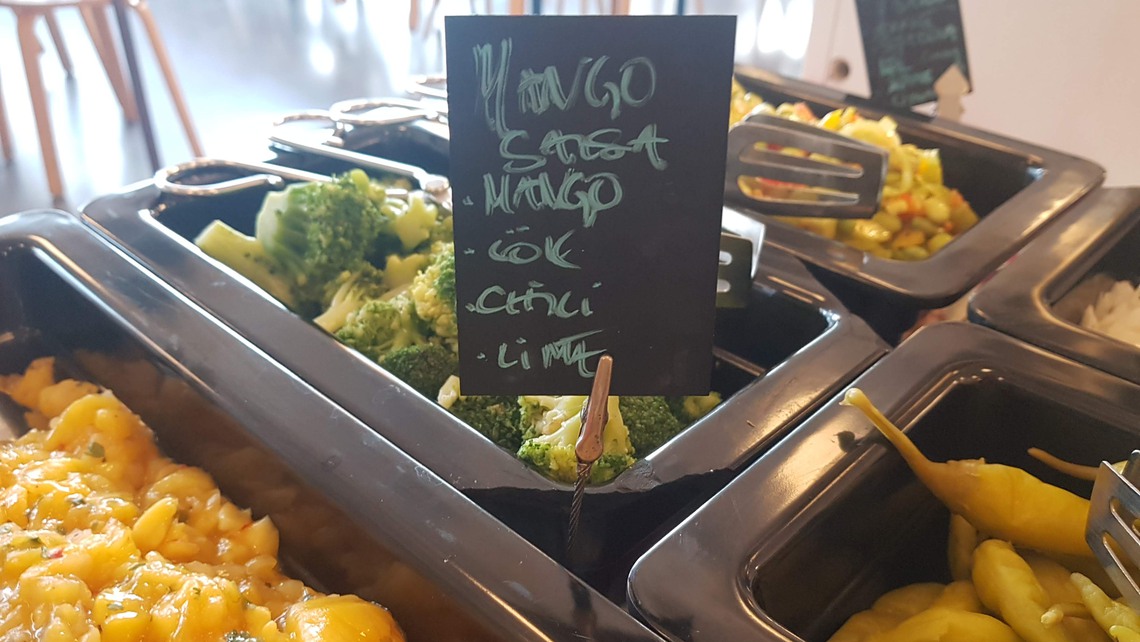 MANGO
SALSA
· MANGO
· LÖK
· CHILI
· LIME